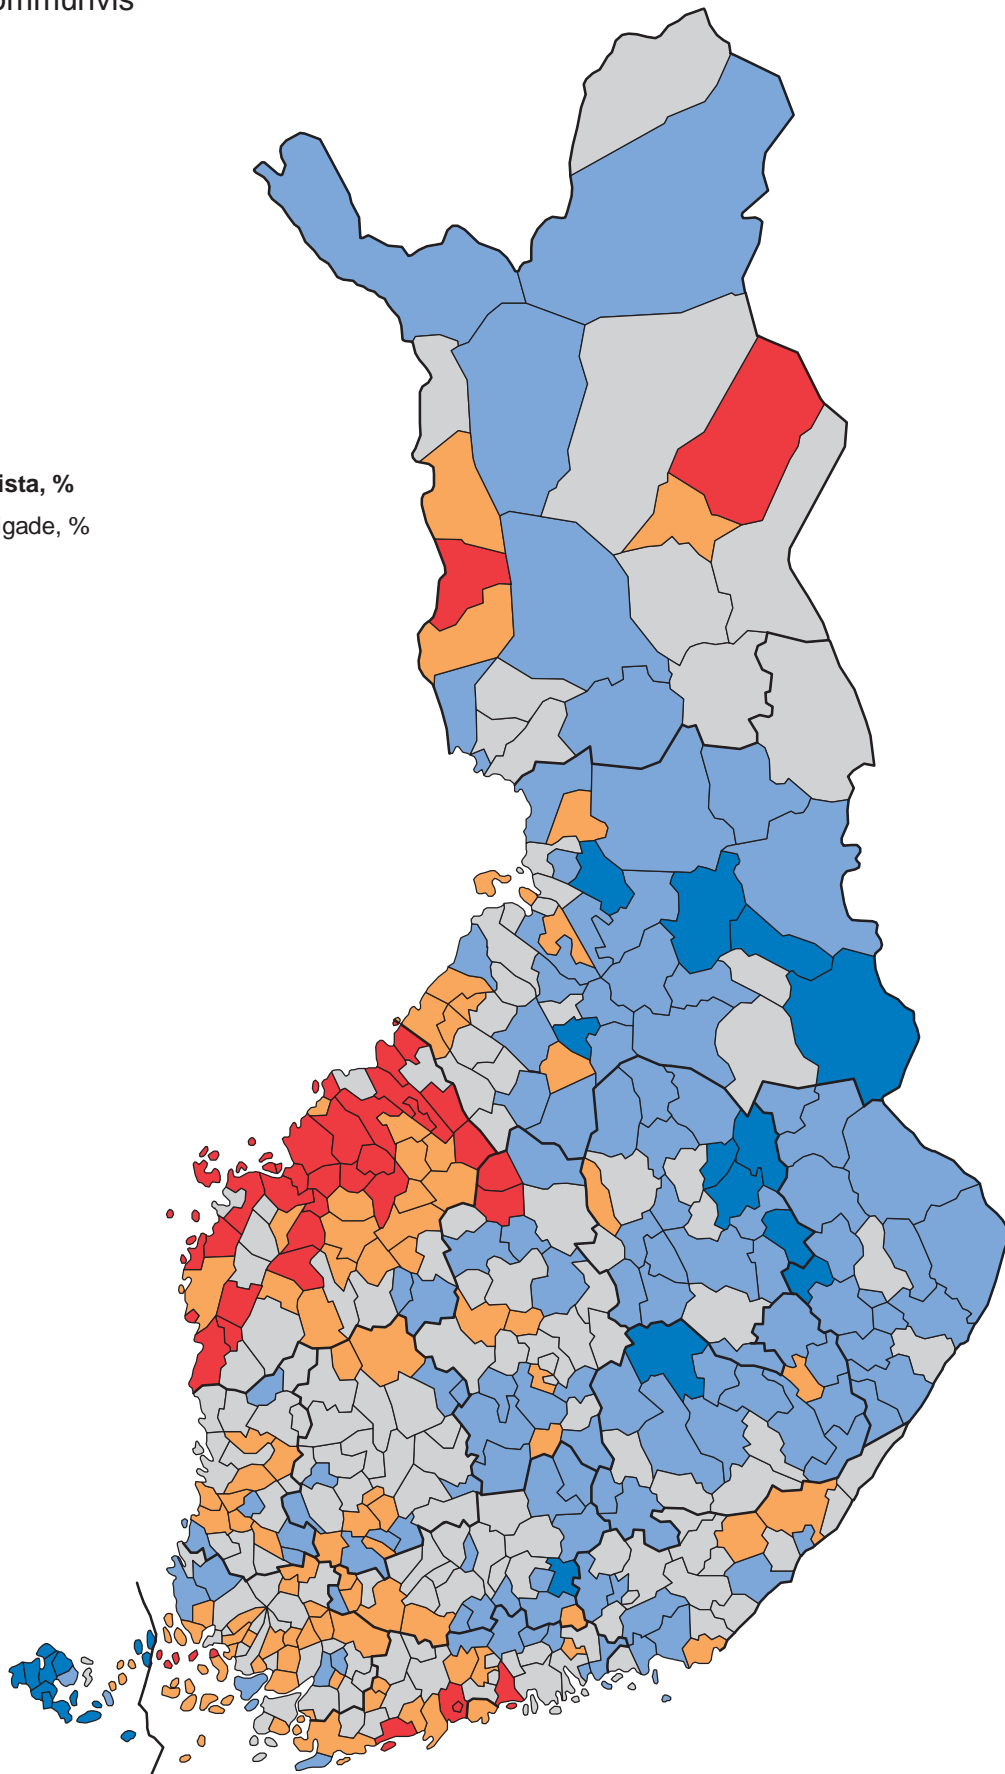 ommunvis
ista, %
gade, %